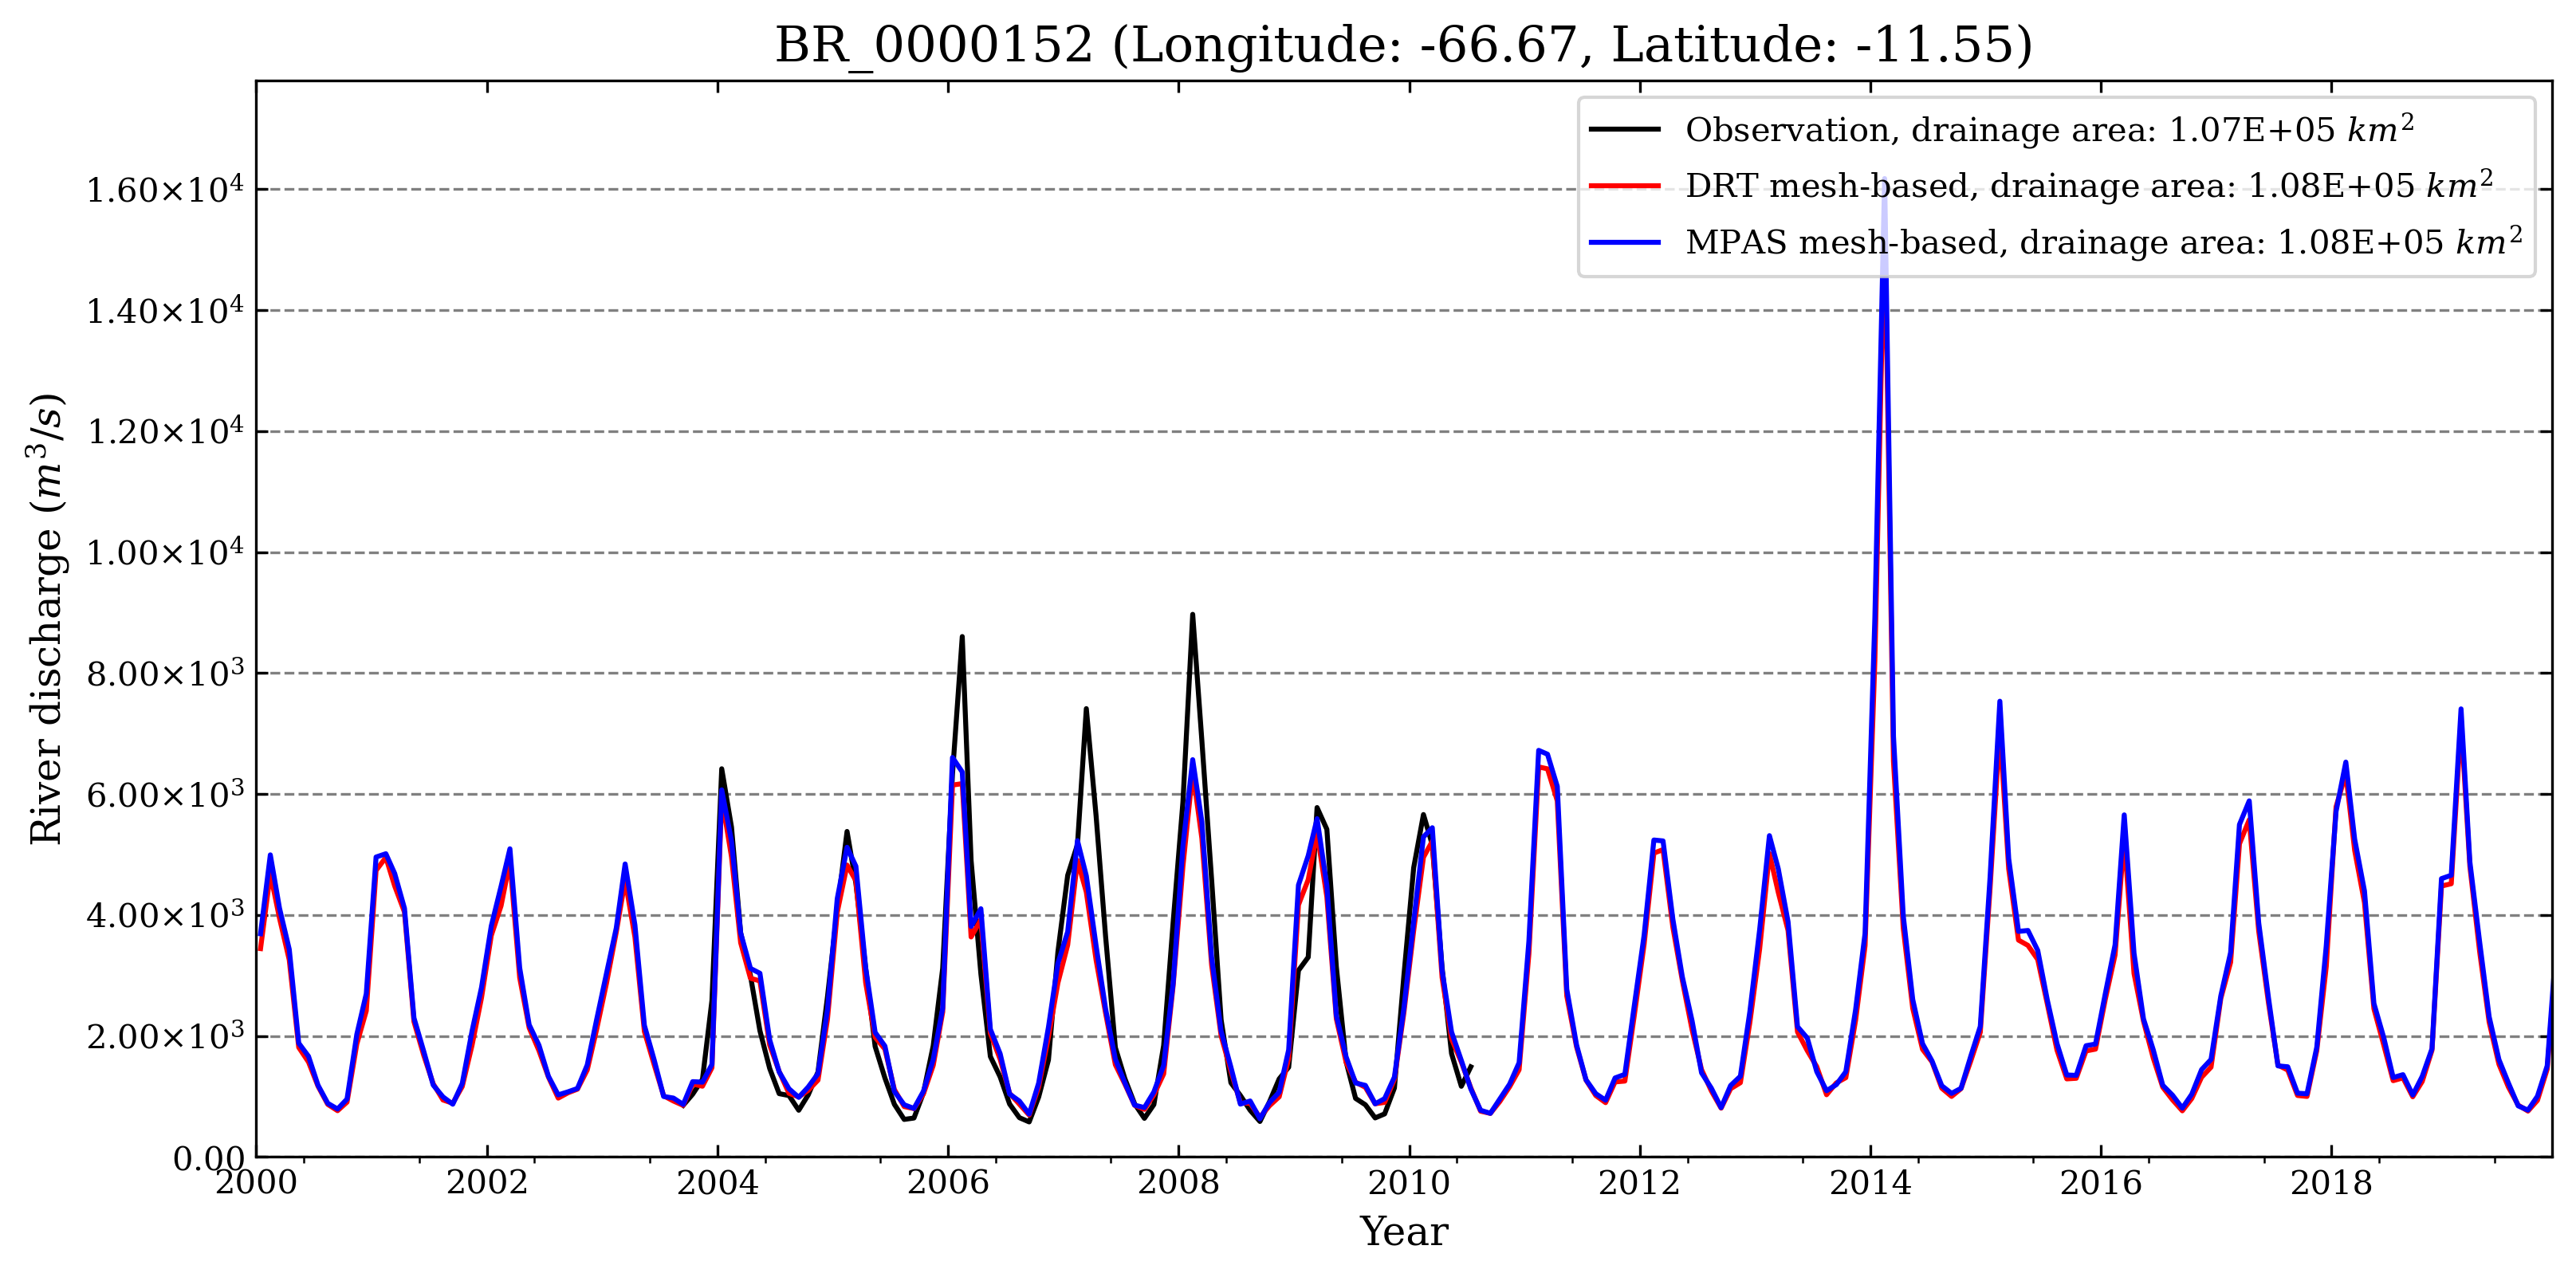 BR_0000152 (Longitude: -66.67, Latitude: -11.55)
Observation, drainage area: 1.07E+05 km²
DRT mesh-based, drainage area: 1.08E+05 km²
MPAS mesh-based, drainage area: 1.08E+05 km²
River discharge (m³/s)
1.60×10⁴
1.40×10⁴
1.20×10⁴
1.00×10⁴
8.00×10³
6.00×10³
4.00×10³
2.00×10³
0.00
2000 2002 2004 2006 2008 2010 2012 2014 2016 2018
Year